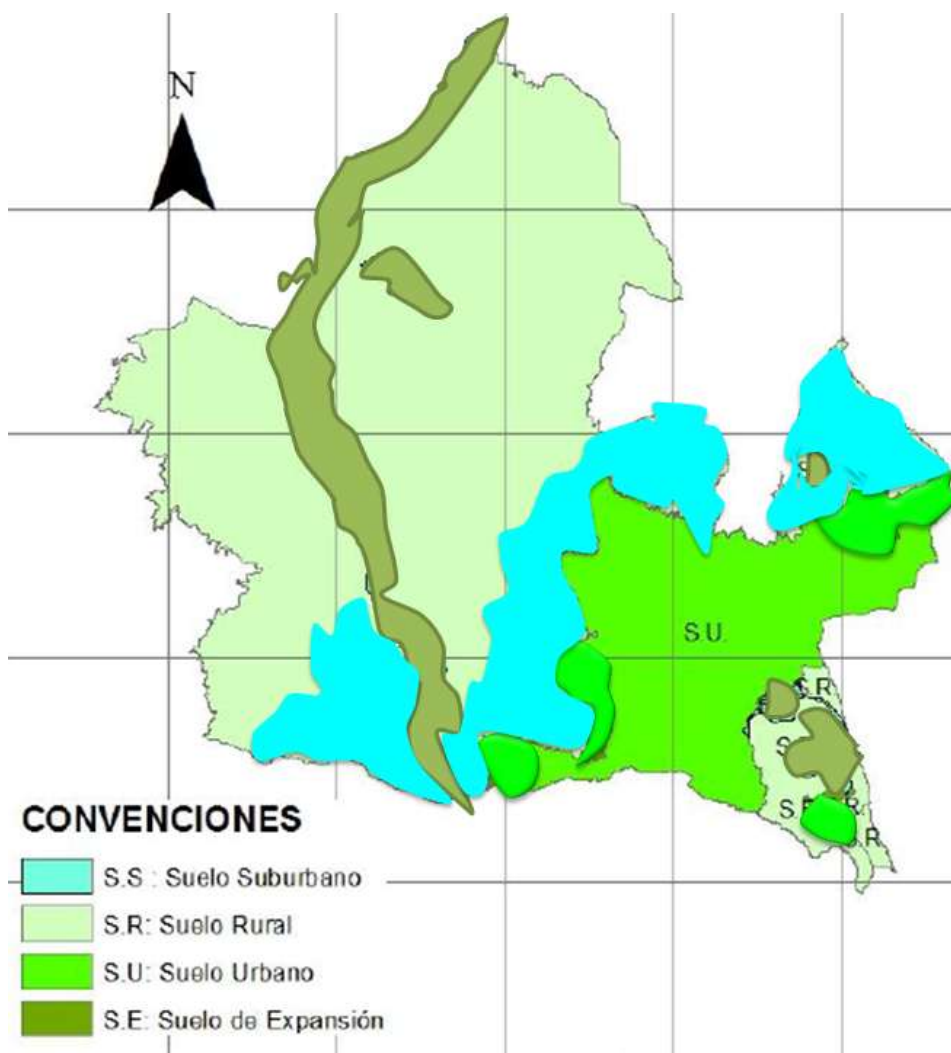 N
S.U.
S.R
CONVENCIONES
S.S : Suelo Suburbano
S.R: Suelo Rural
S.U: Suelo Urbano
S.E: Suelo de Expansión